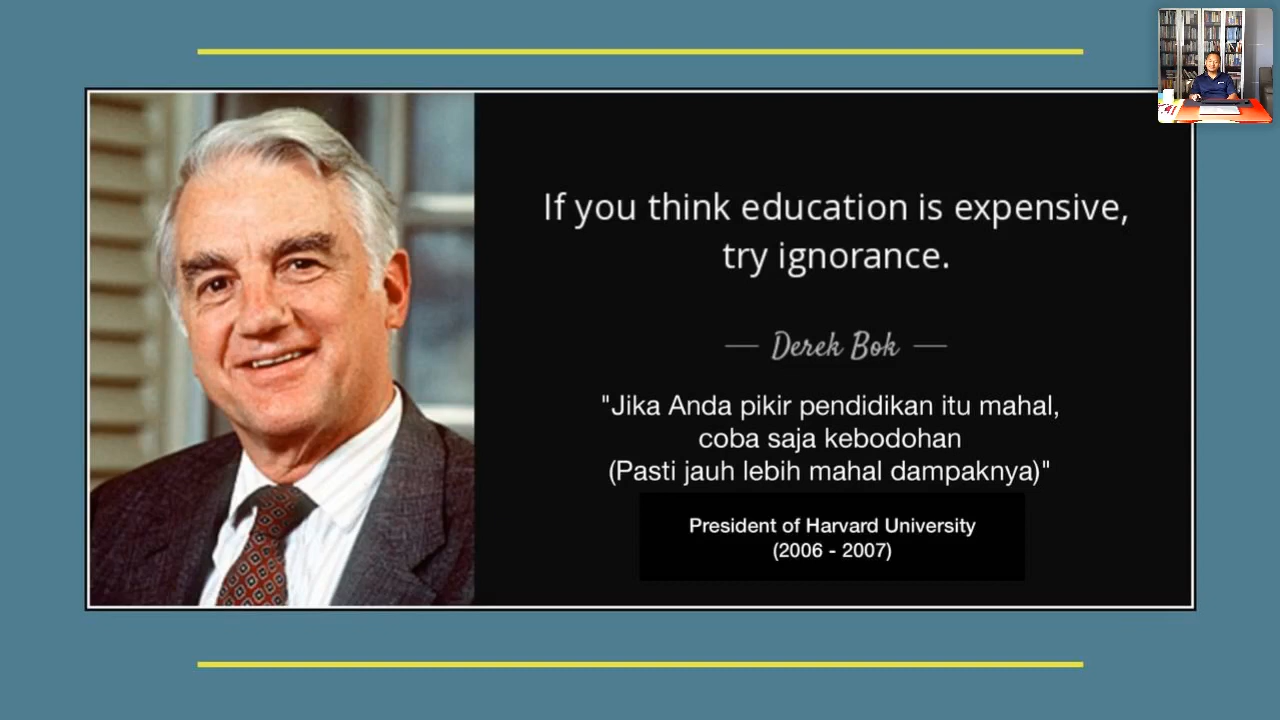 If you think education is expensive,
try ignorance.
— Derek Bok —
"Jika Anda pikir pendidikan itu mahal,
coba saja kebodohan
(Pasti jauh lebih mahal dampaknya)"
President of Harvard University
(2006 - 2007)